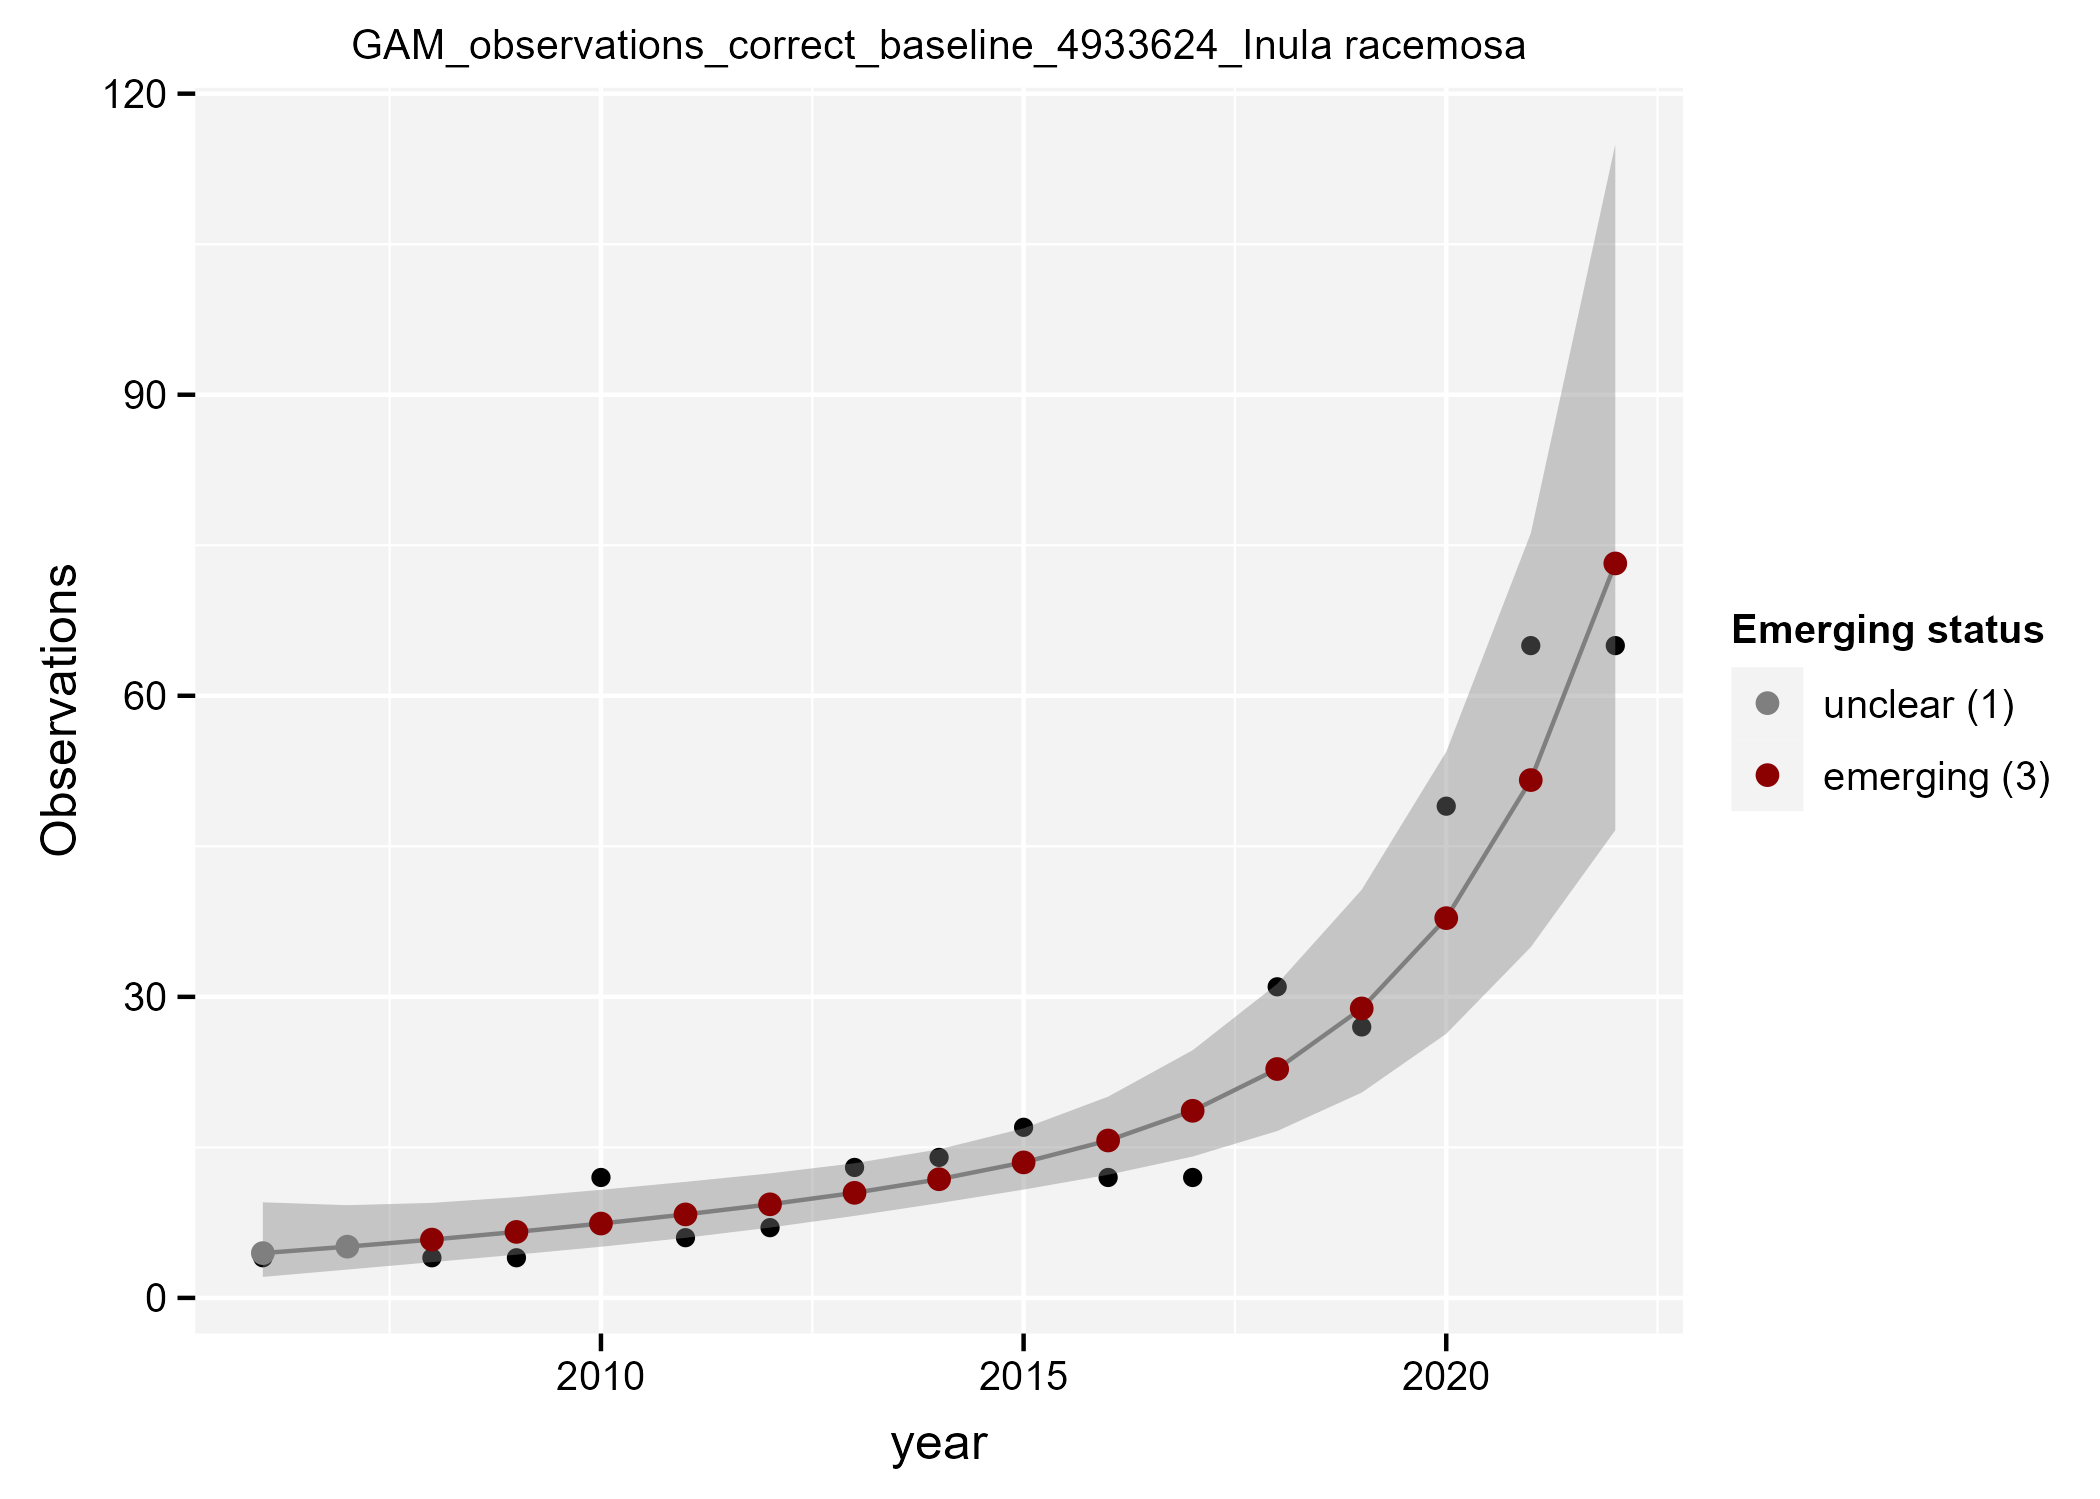 GAM_observations_correct_baseline_4933624_Inula racemosa
120
90
60
30
0
Observations
2010
2015
2020
year
Emerging status
unclear (1)
emerging (3)